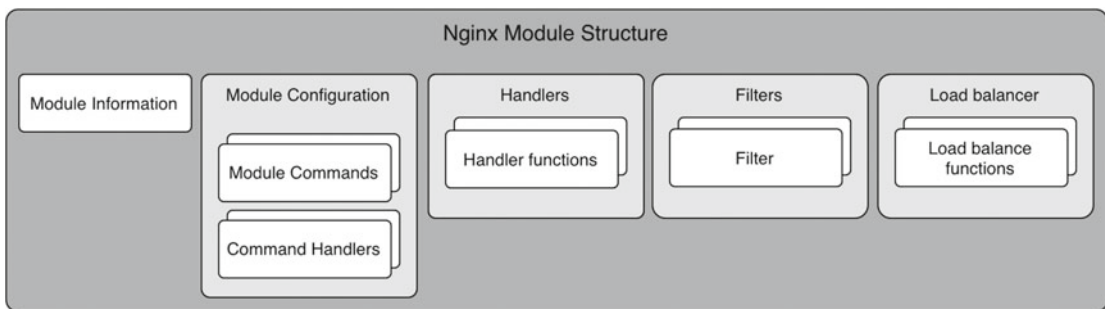 Nginx Module Structure
Module Information
Module Configuration
Module Commands
Command Handlers
Handlers
Handler functions
Filters
Filter
Load balancer
Load balance
functions